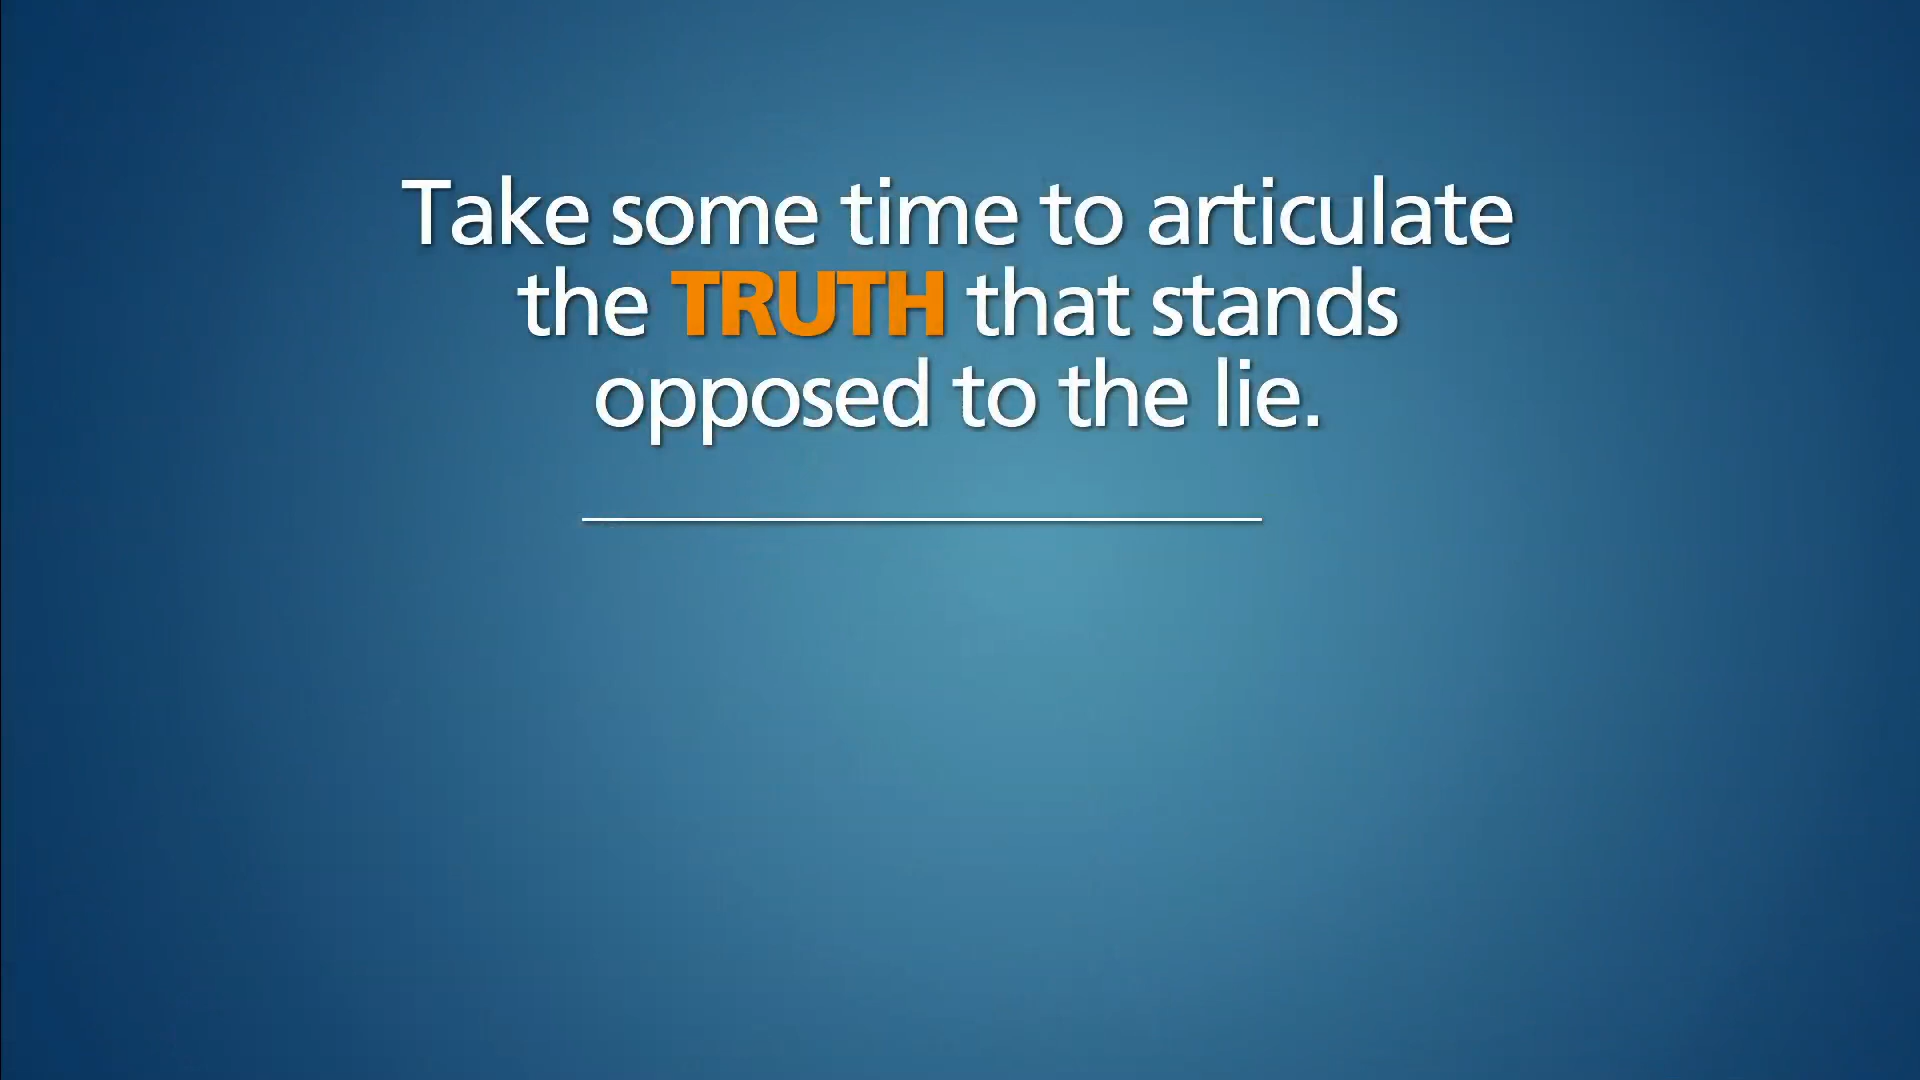 Take some time to articulate
the TRUTH that stands
opposed to the lie.